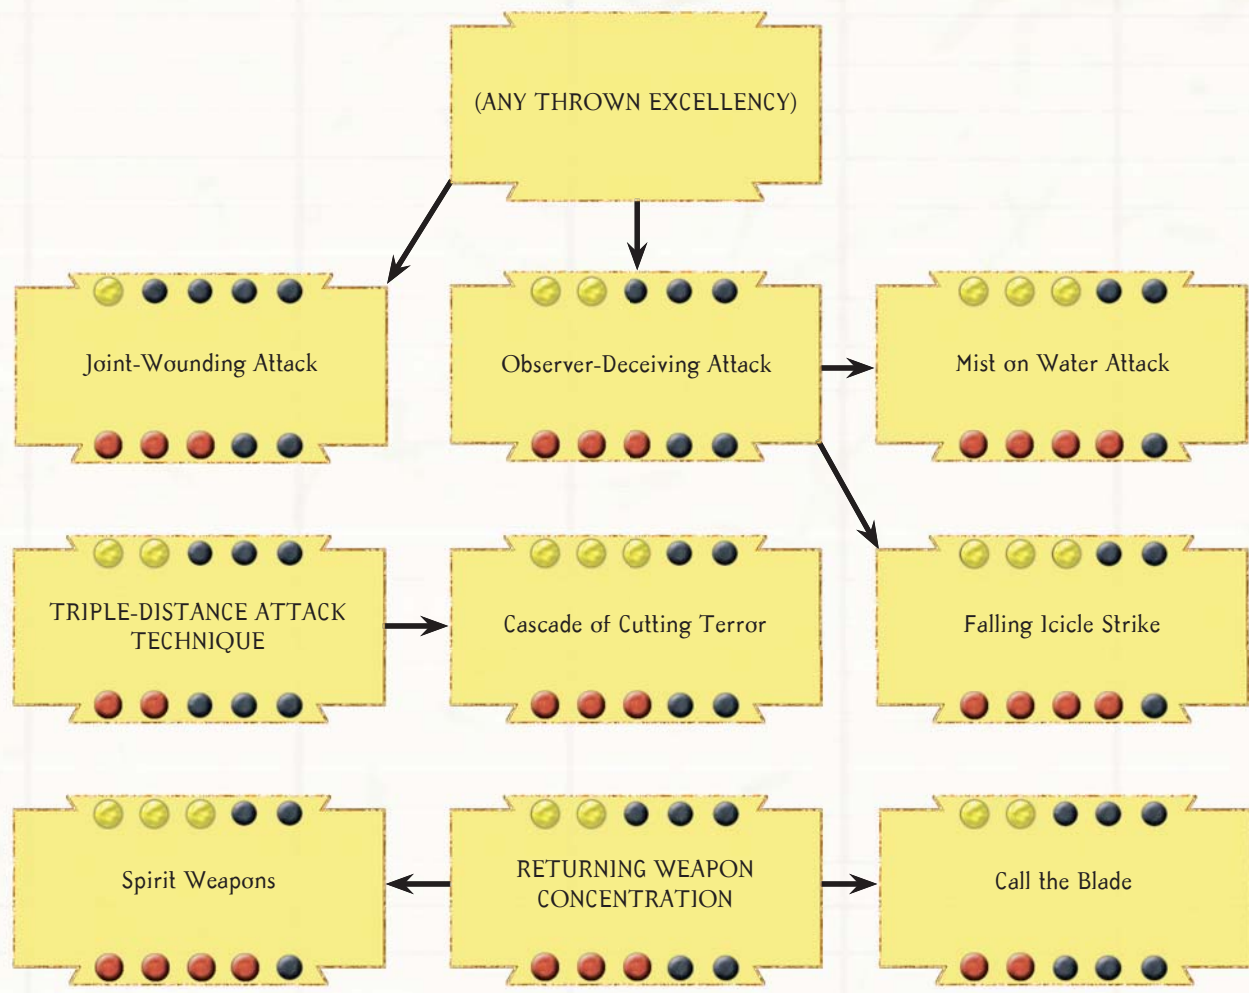 (ANY THROWN EXCELLENCY)
Joint-Wounding Attack
Observer-Deceiving Attack
Mist on Water Attack
TRIPLE-DISTANCE ATTACK
TECHNIQUE
Cascade of Cutting Terror
Falling Icicle Strike
Spirit Weapons
RETURNING WEAPON
CONCENTRATION
Call the Blade